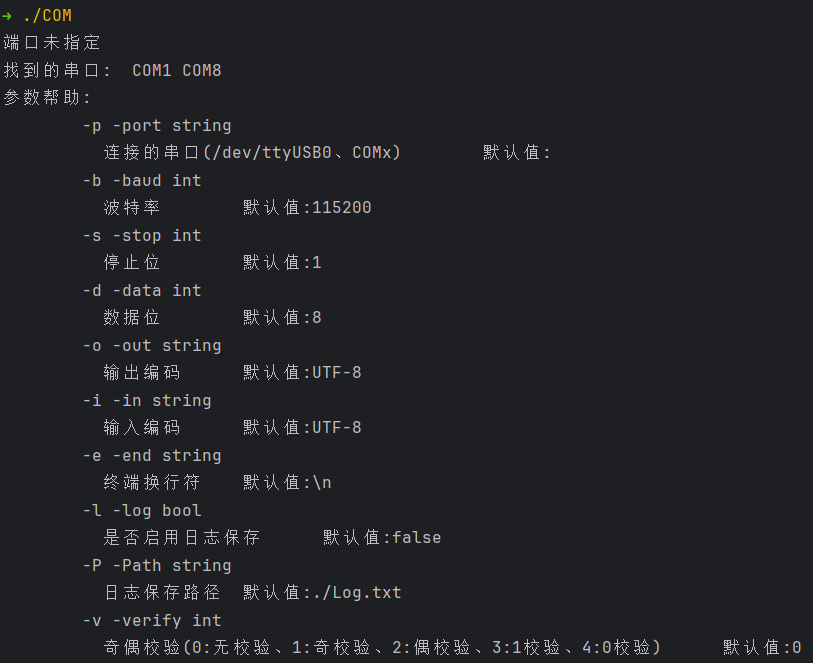 → ./COM
端口未指定
找到的串口: COM1 COM8
参数帮助:
-p -port string
连接的串口(/dev/ttyUSB0、COMx) 默认值:
-b -baud int
波特率 默认值:115200
-s -stop int
停止位 默认值:1
-d -data int
数据位 默认值:8
-o -out string
输出编码 默认值:UTF-8
-i -in string
输入编码 默认值:UTF-8
-e -end string
终端换行符 默认值:\n
-l -log bool
是否启用日志保存 默认值:false
-P -Path string
日志保存路径 默认值:./Log.txt
-v -verify int
奇偶校验(0:无校验、1:奇校验、2:偶校验、3:1校验、4:0校验) 默认值:0